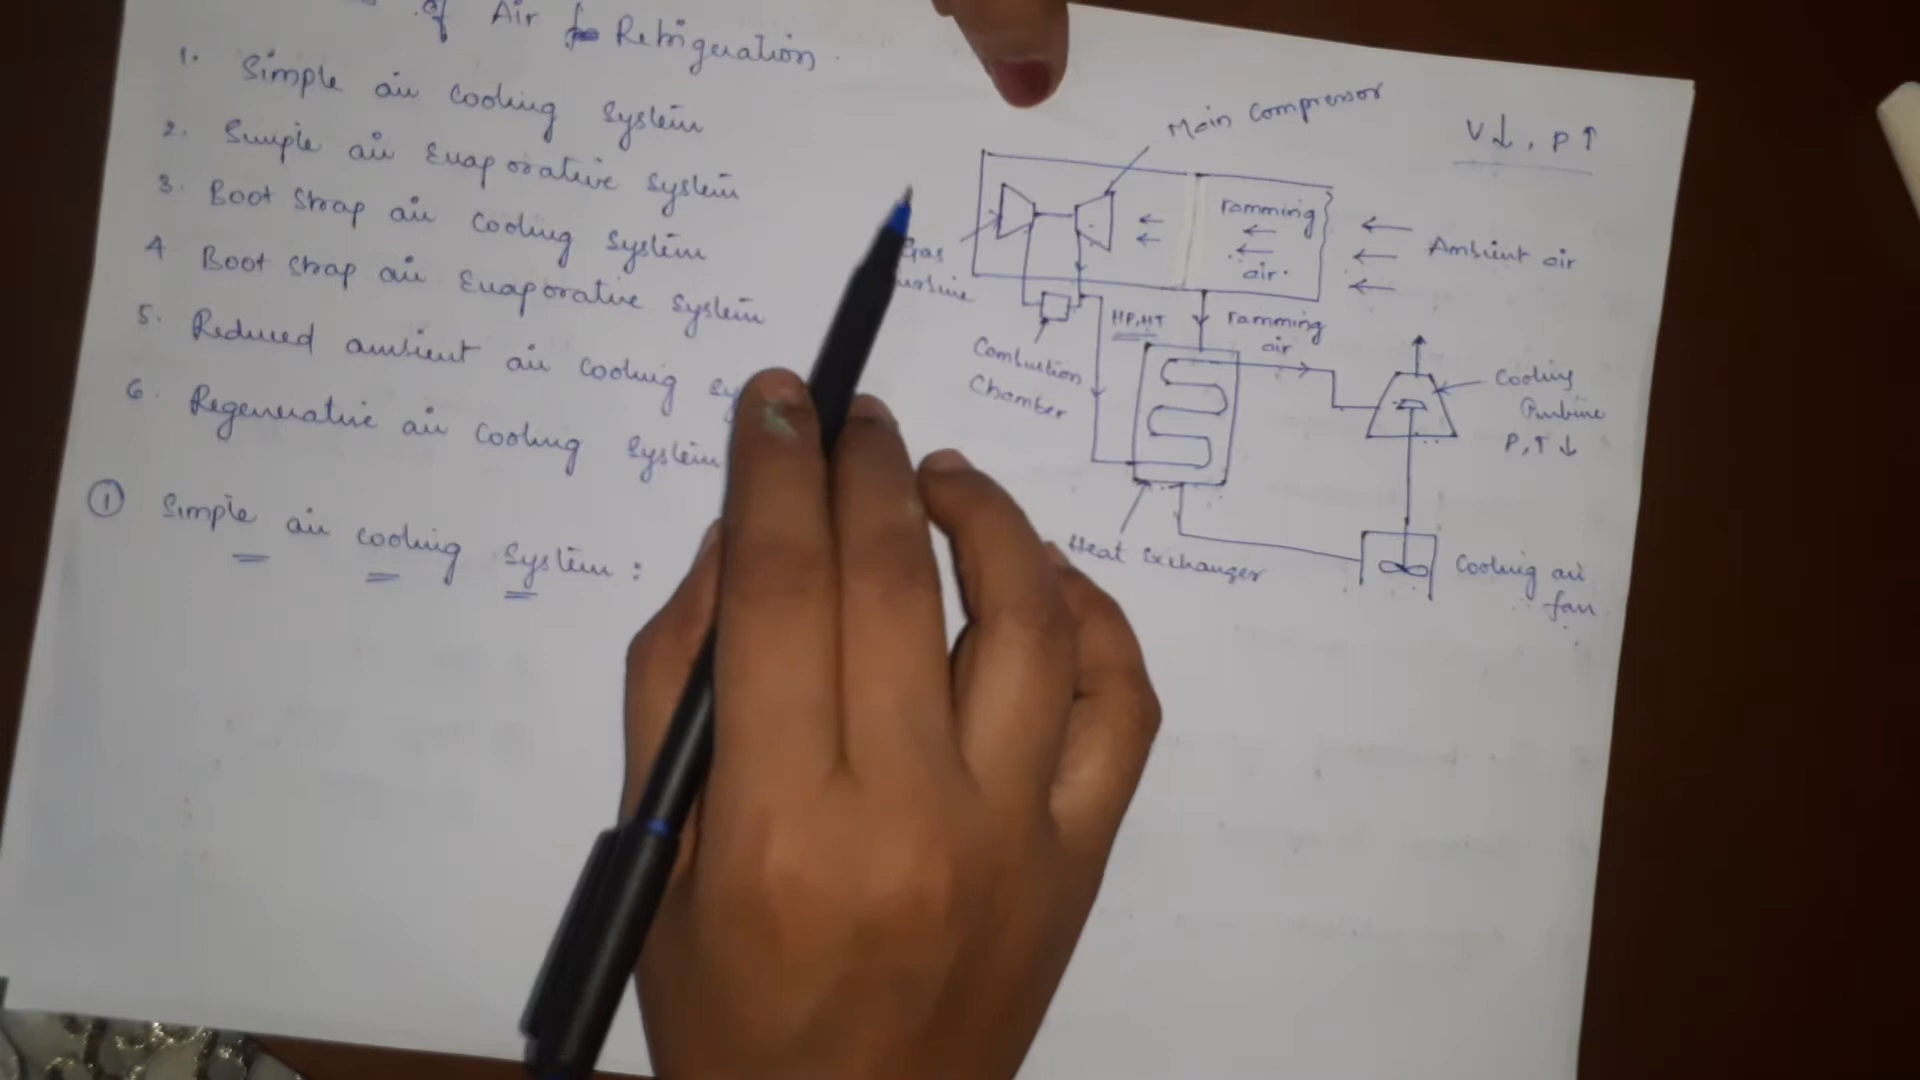 of Air Refrigeration.
1. Simple air cooling system
2. Simple air Evaporative system
3. Boot strap air cooling system
4 Boot strap air Evaporative system
5. Reduced ambient air cooling sy
6. Regenerative air cooling system
① Simple air cooling system :
Main Compressor
V↓, P↑
ramming
air.
Ambient air
Gas
HP, HT
ramming
air
Combustion
Chamber
Cooling
Turbine
P, T ↓
Heat Exchanger
Cooling air
fan